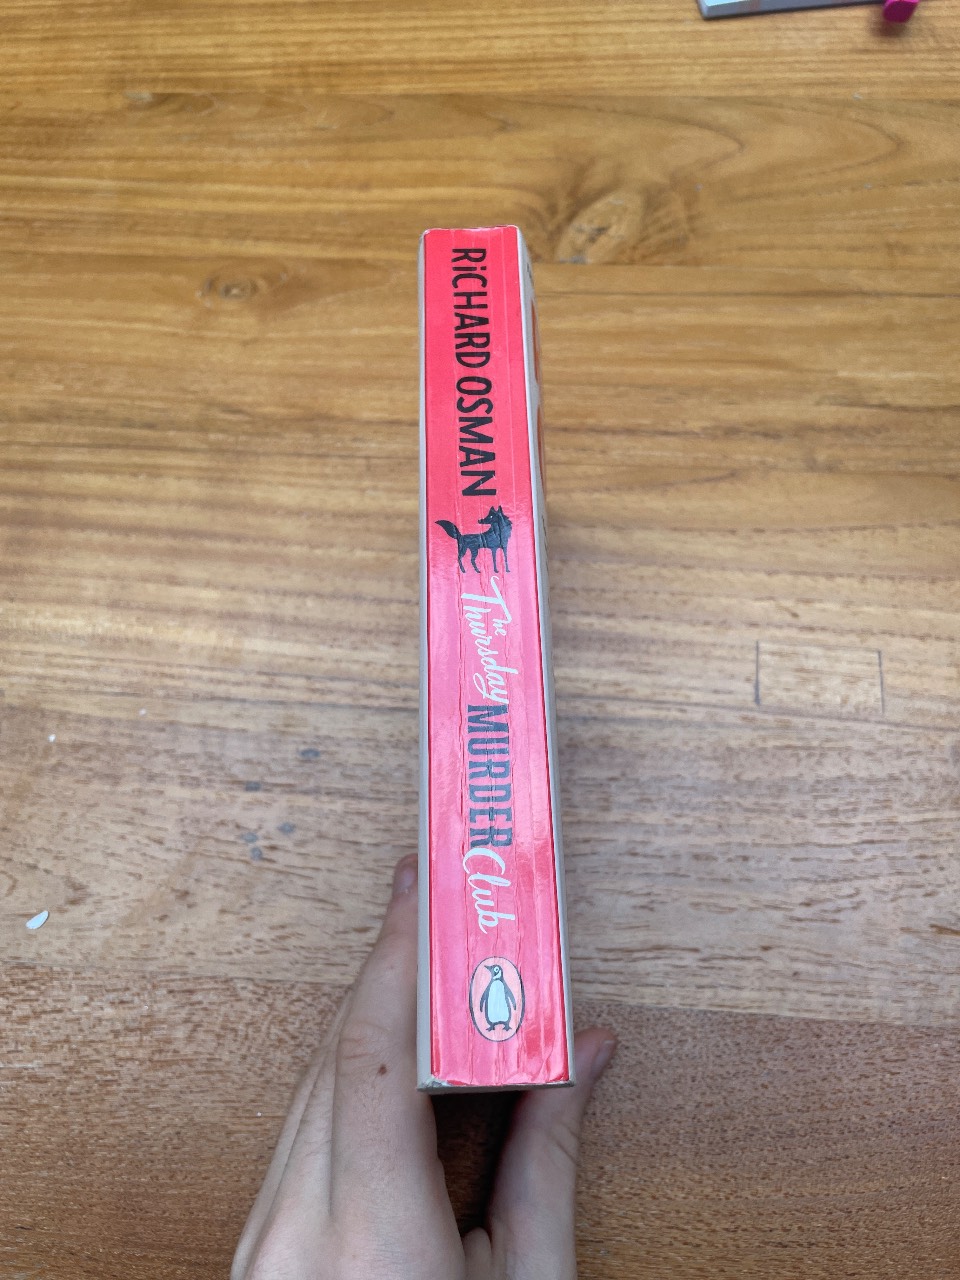 RiCHARD OSMAN
The
Thursday
MURDER
Club